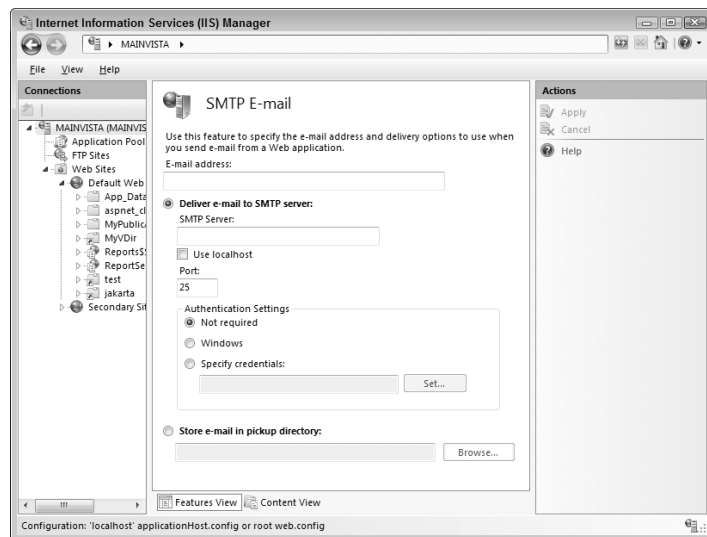 Internet Information Services (IIS) Manager
MAINVISTA
File View Help
Connections
MAINVISTA (MAINVIS
Application Pool
FTP Sites
Web Sites
Default Web
App_Data
aspnet_cl
MyPublic
MyVDir
Reports$
ReportSe
test
jakarta
Secondary Sit
SMTP E-mail
Use this feature to specify the e-mail address and delivery options to use when
you send e-mail from a Web application.
E-mail address:
Deliver e-mail to SMTP server:
SMTP Server:
Use localhost
Port:
25
Authentication Settings
Not required
Windows
Specify credentials:
Set...
Store e-mail in pickup directory:
Browse...
Features View Content View
Actions
Apply
Cancel
Help
Configuration: 'localhost' applicationHost.config or root web.config